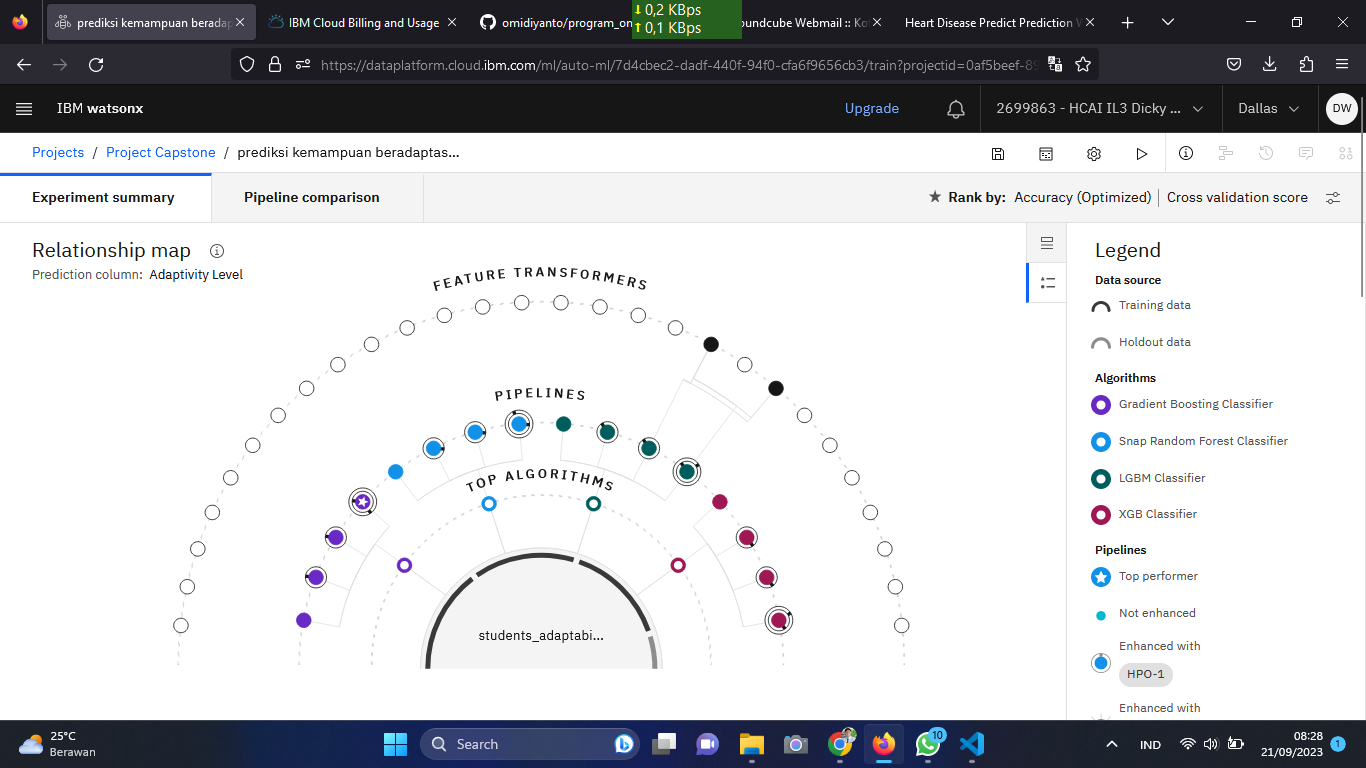 prediksi kemampuan beradap
IBM Cloud Billing and Usage
omidiyanto/program_on
0,2 KBps
0,1 KBps
oundcube Webmail :: Ko
Heart Disease Predict Prediction W
https://dataplatform.cloud.ibm.com/ml/auto-ml/7d4cbec2-dadf-440f-94f0-cfa6f9656cb3/train?projectid=0af5beef-89
IBM watsonx
Upgrade
2699863 - HCAI IL3 Dicky ...
Dallas
DW
Projects / Project Capstone / prediksi kemampuan beradaptas...
Experiment summary
Pipeline comparison
Rank by: Accuracy (Optimized) | Cross validation score
Relationship map
Prediction column: Adaptivity Level
FEATURE TRANSFORMERS
PIPELINES
TOP ALGORITHMS
students_adaptabi...
Legend
Data source
Training data
Holdout data
Algorithms
Gradient Boosting Classifier
Snap Random Forest Classifier
LGBM Classifier
XGB Classifier
Pipelines
Top performer
Not enhanced
Enhanced with
HPO-1
Enhanced with
25°C
Berawan
Search
10
IND
08:28
21/09/2023
1